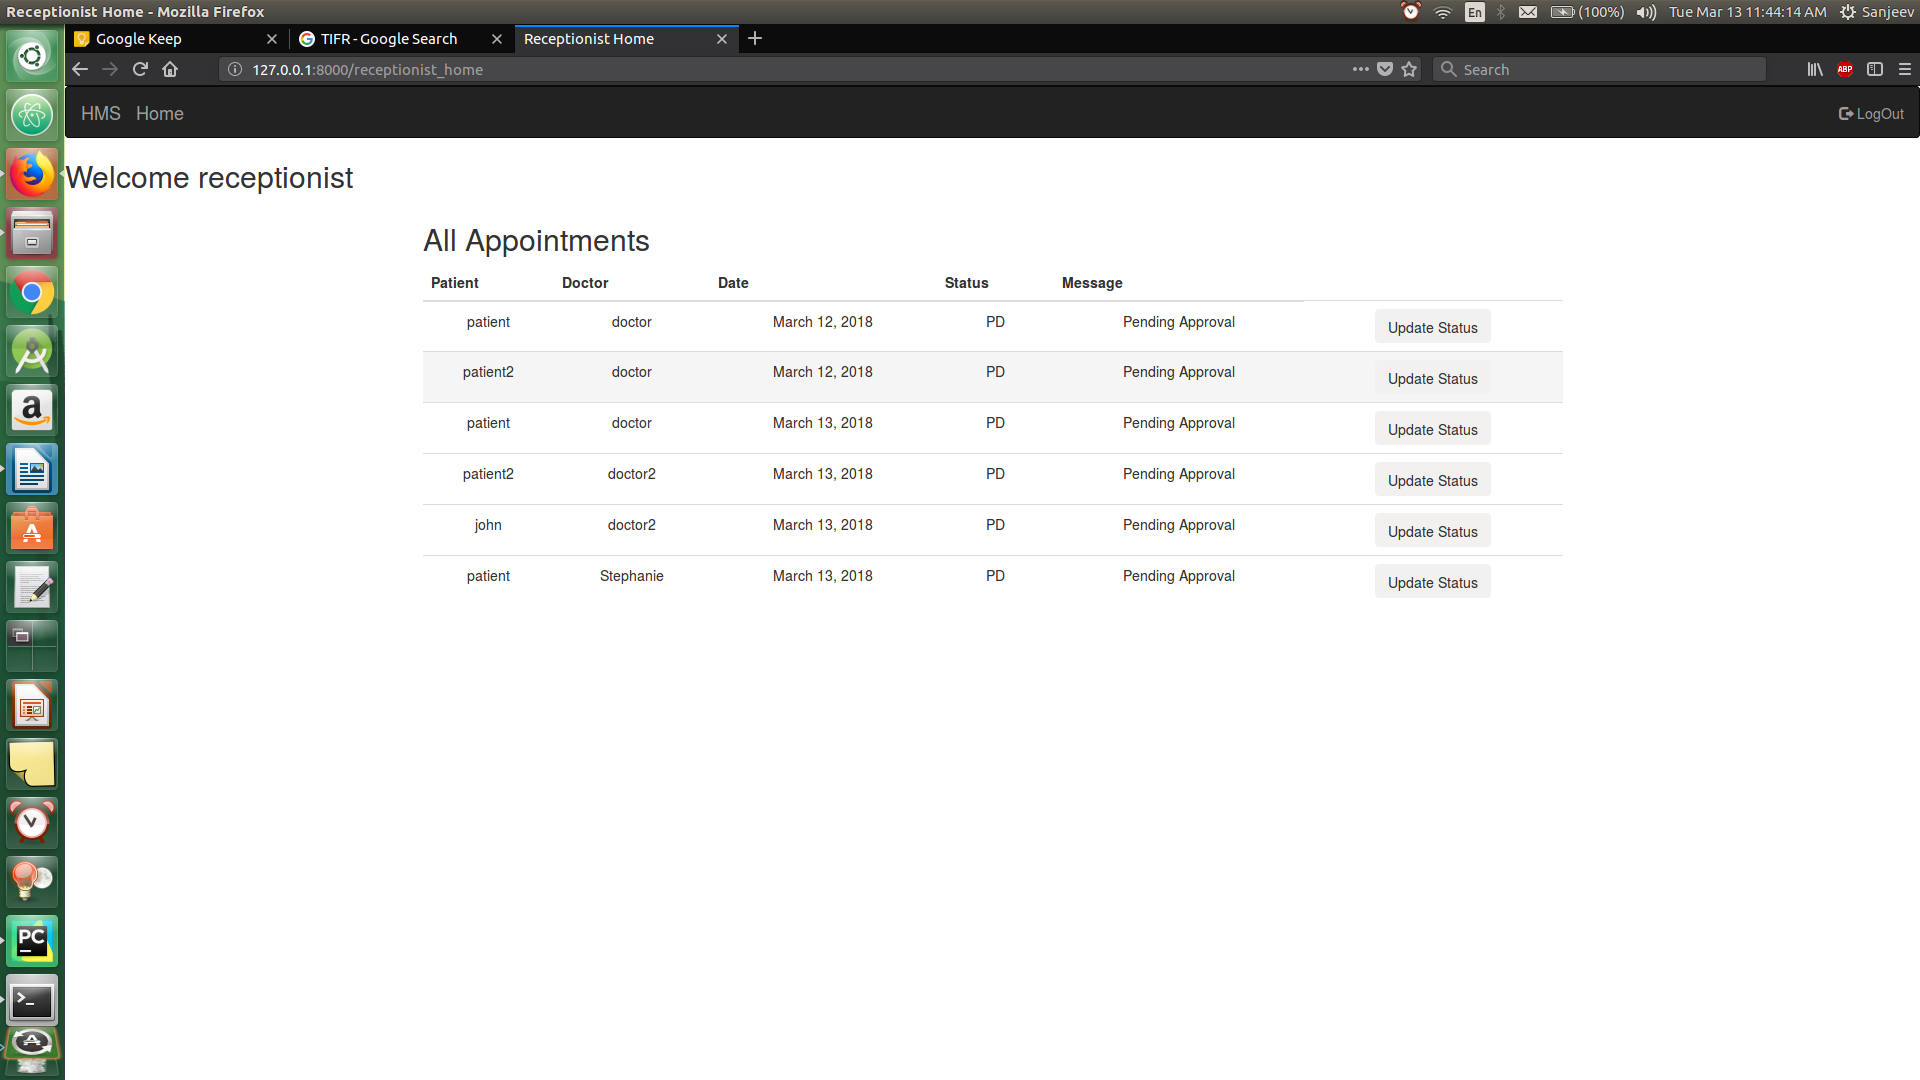 Receptionist Home - Mozilla Firefox En (100%) Tue Mar 13 11:44:14 AM Sanjeev
Google Keep TIFR - Google Search Receptionist Home
127.0.0.1:8000/receptionist_home Search ABP
HMS Home LogOut
Welcome receptionist
All Appointments
Patient Doctor Date Status Message
patient doctor March 12, 2018 PD Pending Approval Update Status
patient2 doctor March 12, 2018 PD Pending Approval Update Status
patient doctor March 13, 2018 PD Pending Approval Update Status
patient2 doctor2 March 13, 2018 PD Pending Approval Update Status
john doctor2 March 13, 2018 PD Pending Approval Update Status
patient Stephanie March 13, 2018 PD Pending Approval Update Status
a
A
PC
>_
A